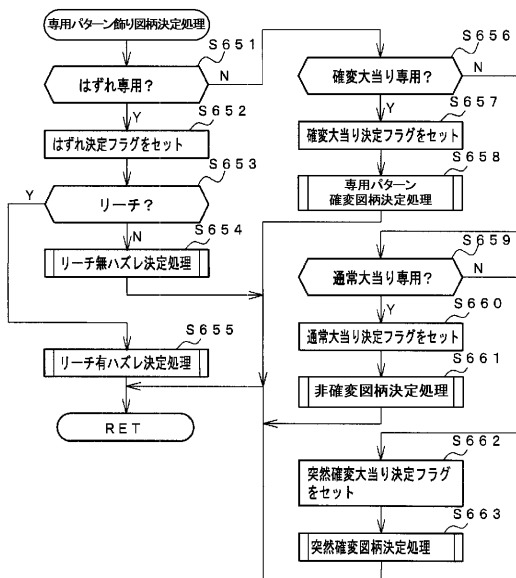 専用パターン飾り図柄決定処理
S651
はずれ専用?
N
Y
S652
はずれ決定フラグをセット
S653
リーチ?
Y
N
S654
リーチ無ハズレ決定処理
S655
リーチ有ハズレ決定処理
RET
S656
確変大当り専用?
N
Y
S657
確変大当り決定フラグをセット
S658
専用パターン
確変図柄決定処理
S659
通常大当り専用?
N
Y
S660
通常大当り決定フラグをセット
S661
非確変図柄決定処理
S662
突然確変大当り決定フラグ
をセット
S663
突然確変図柄決定処理